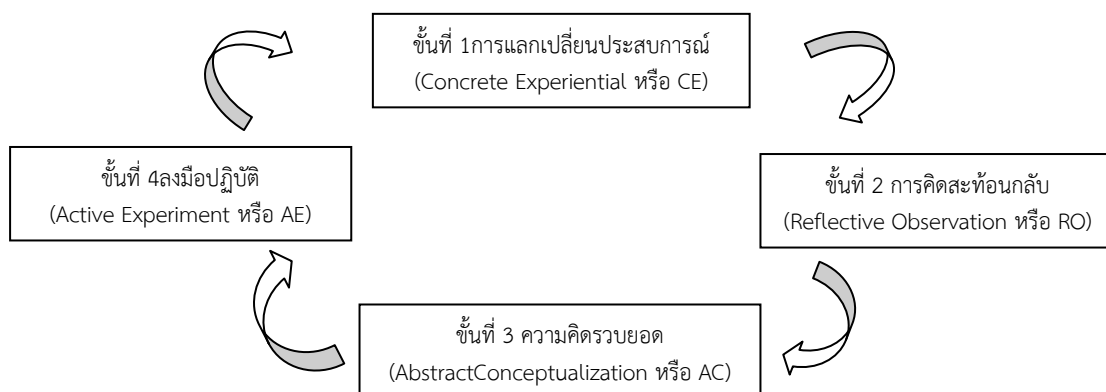 ขั้นที่ 1การแลกเปลี่ยนประสบการณ์
(Concrete Experiential หรือ CE)
ขั้นที่ 4ลงมือปฏิบัติ
(Active Experiment หรือ AE)
ขั้นที่ 2 การคิดสะท้อนกลับ
(Reflective Observation หรือ RO)
ขั้นที่ 3 ความคิดรวบยอด
(AbstractConceptualization หรือ AC)